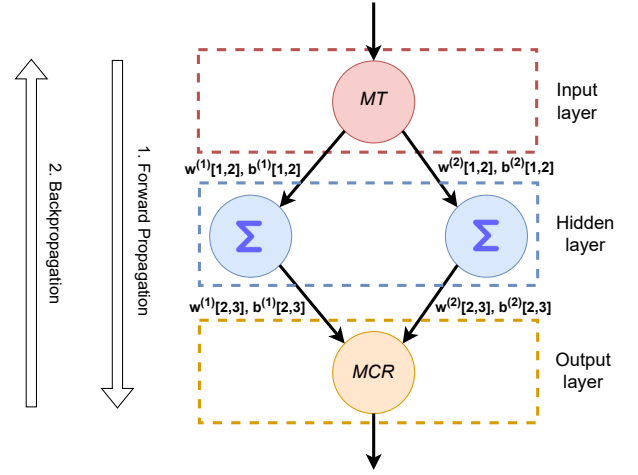 MT
Input
layer
w(1)[1,2], b(1)[1,2]
w(2)[1,2], b(2)[1,2]
2. Backpropagation
1. Forward Propagation
Σ
Σ
Hidden
layer
w(1)[2,3], b(1)[2,3]
w(2)[2,3], b(2)[2,3]
MCR
Output
layer